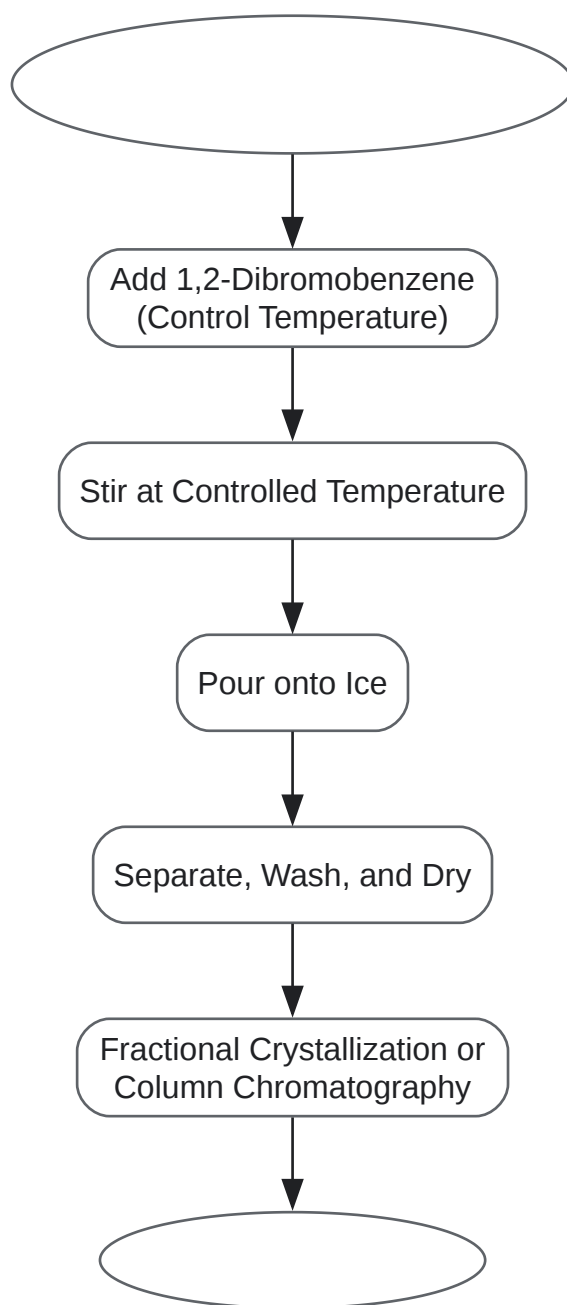 Add 1,2-Dibromobenzene
(Control Temperature)
Stir at Controlled Temperature
Pour onto Ice
Separate, Wash, and Dry
Fractional Crystallization or
Column Chromatography